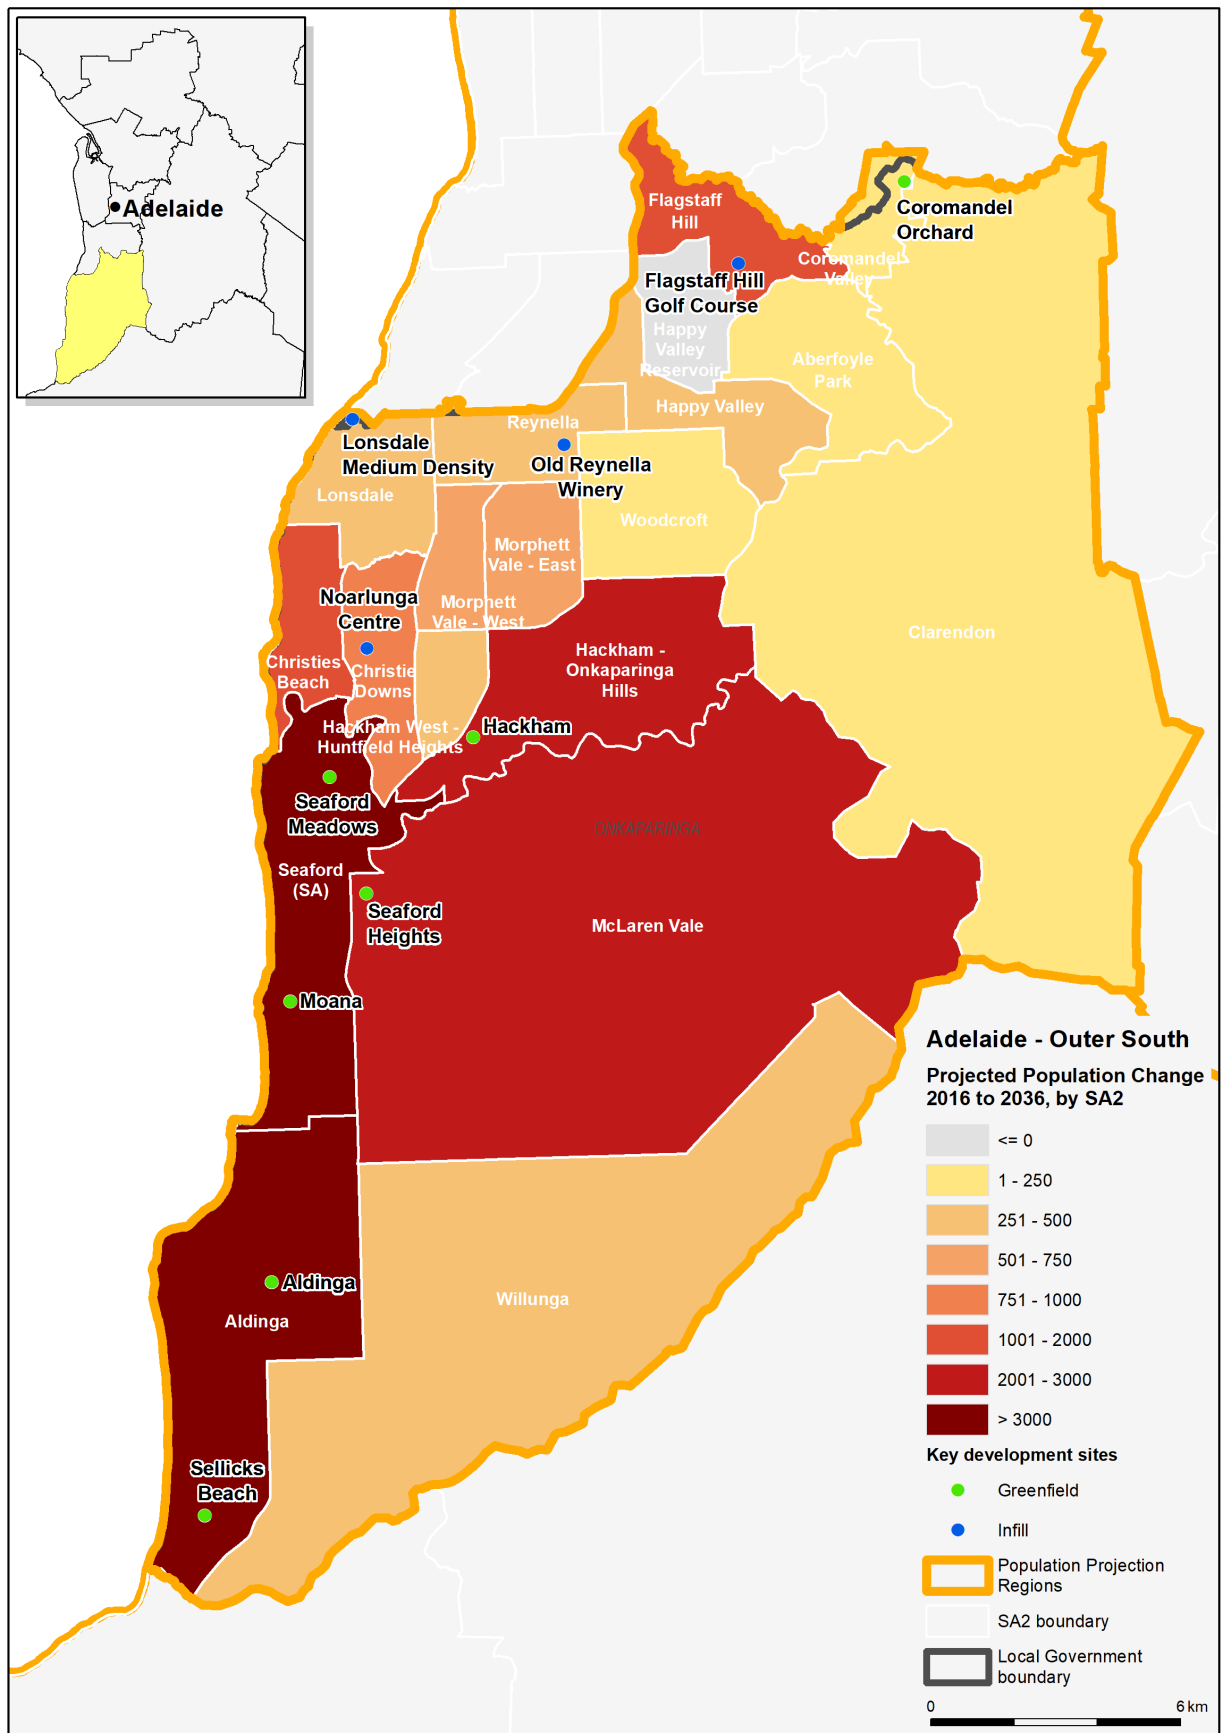 Adelaide
Flagstaff
Hill
Coromandel
Orchard
Coromandel
Valley
Flagstaff Hill
Golf Course
Happy
Valley
Reservoir
Aberfoyle
Park
Happy Valley
Reynella
Lonsdale
Medium Density
Old Reynella
Winery
Lonsdale
Woodcroft
Morphett
Vale - East
Noarlunga
Centre
Morphett
Vale - West
Clarendon
Hackham -
Onkaparinga
Hills
Christies
Beach
Christie
Downs
Hackham West -
Huntfield Heights
Hackham
Seaford
Meadows
ONKAPARINGA
Seaford
(SA)
Seaford
Heights
McLaren Vale
Moana
Aldinga
Aldinga
Willunga
Sellicks
Beach
Adelaide - Outer South
Projected Population Change
2016 to 2036, by SA2
<= 0
1 - 250
251 - 500
501 - 750
751 - 1000
1001 - 2000
2001 - 3000
> 3000
Key development sites
Greenfield
Infill
Population Projection
Regions
SA2 boundary
Local Government
boundary
0 6 km